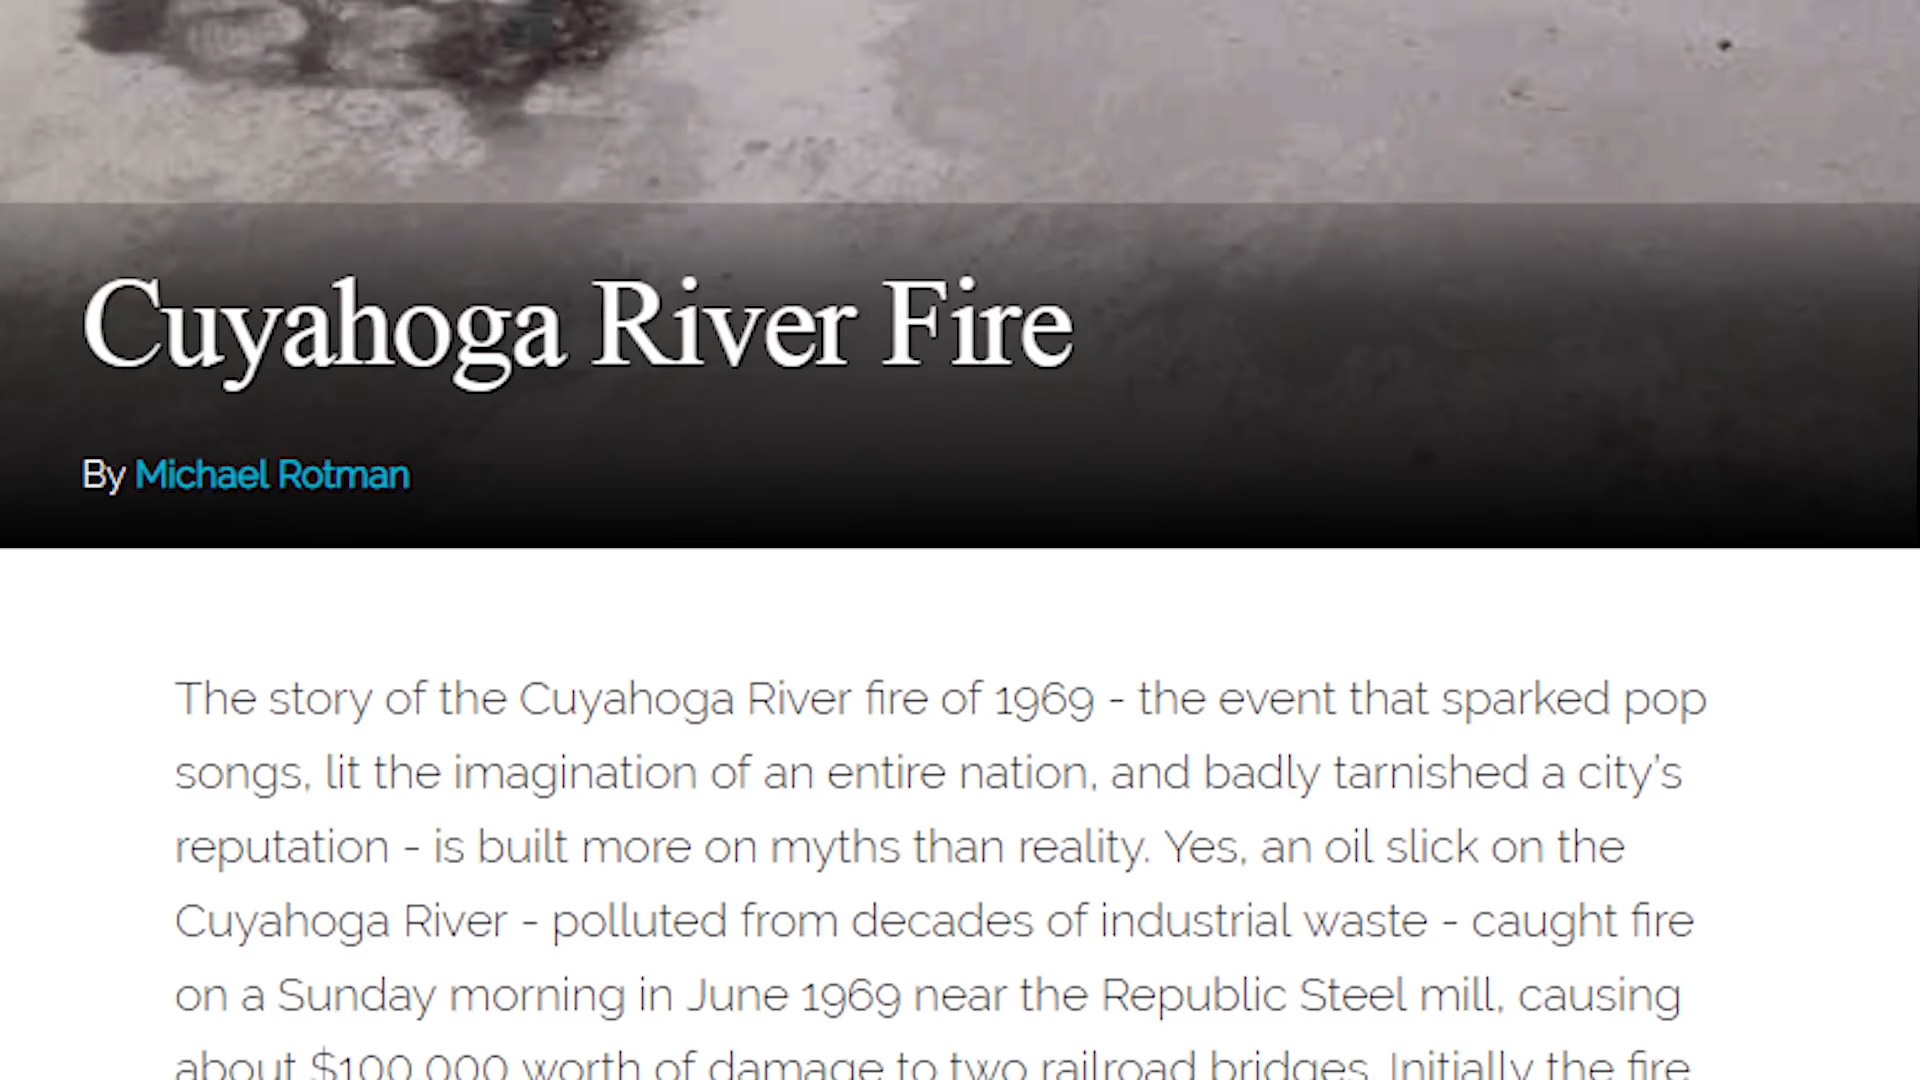 Cuyahoga River Fire
By Michael Rotman
The story of the Cuyahoga River fire of 1969 - the event that sparked pop
songs, lit the imagination of an entire nation, and badly tarnished a city's
reputation - is built more on myths than reality. Yes, an oil slick on the
Cuyahoga River - polluted from decades of industrial waste - caught fire
on a Sunday morning in June 1969 near the Republic Steel mill, causing
about $100,000 worth of damage to two railroad bridges. Initially the fire